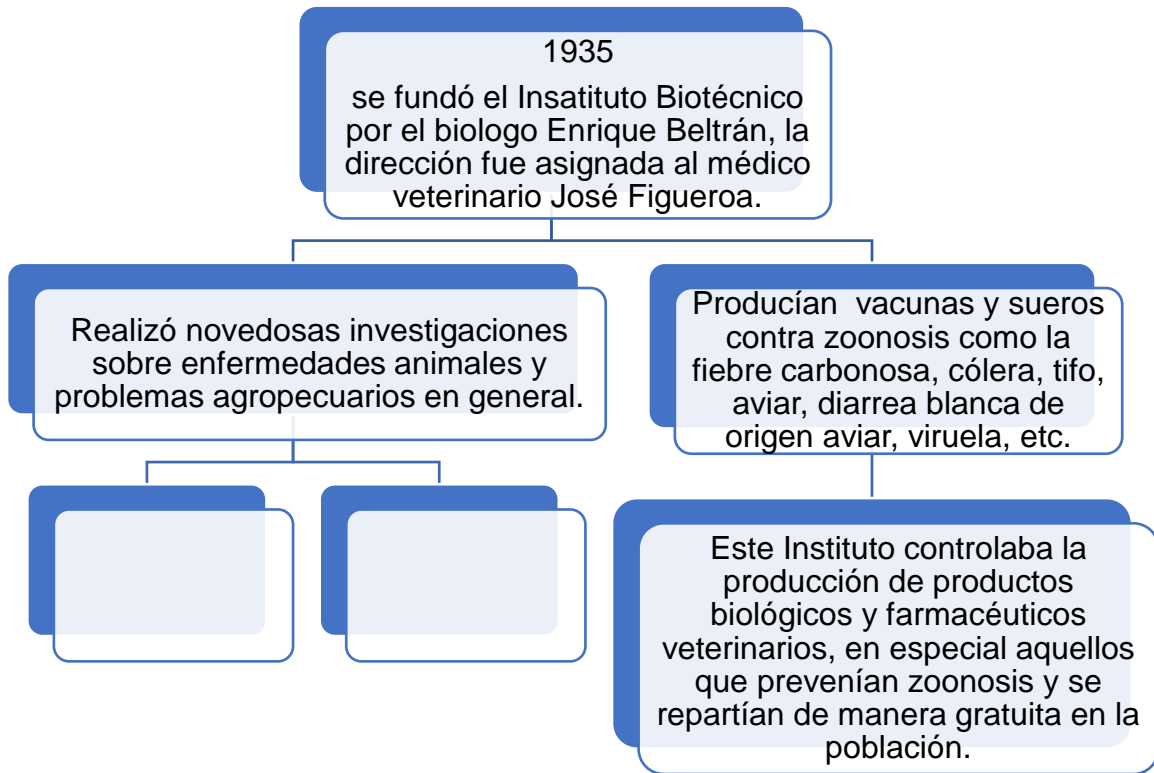 1935
se fundó el Insatituto Biotécnico
por el biologo Enrique Beltrán, la
dirección fue asignada al médico
veterinario José Figueroa.
Realizó novedosas investigaciones
sobre enfermedades animales y
problemas agropecuarios en general.
Producían vacunas y sueros
contra zoonosis como la
fiebre carbonosa, cólera, tifo,
aviar, diarrea blanca de
origen aviar, viruela, etc.
Este Instituto controlaba la
producción de productos
biológicos y farmacéuticos
veterinarios, en especial aquellos
que prevenían zoonosis y se
repartían de manera gratuita en la
población.